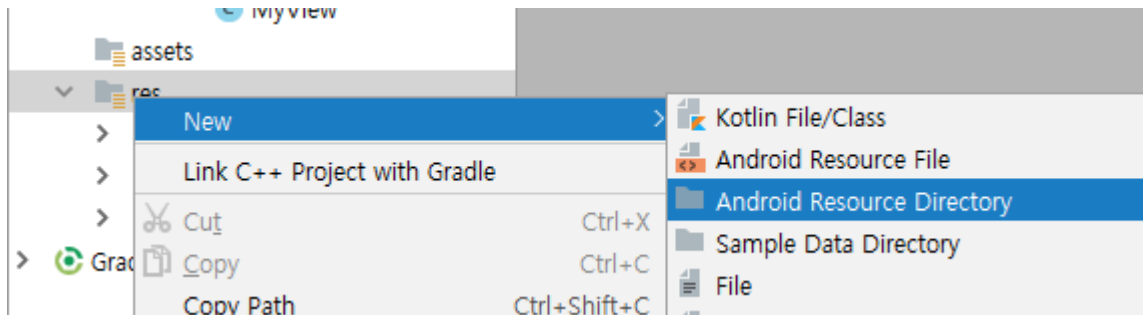 MyView
assets
res
New
Kotlin File/Class
Link C++ Project with Gradle
Android Resource File
Android Resource Directory
Cut Ctrl+X
Sample Data Directory
Copy Ctrl+C
File
Copy Path Ctrl+Shift+C